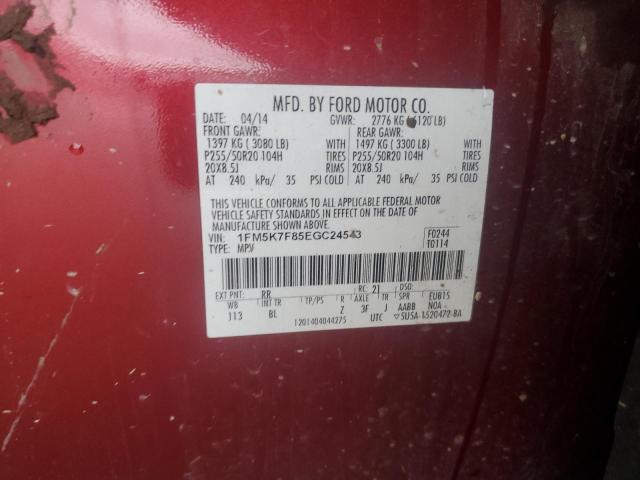 MFD. BY FORD MOTOR CO.
DATE: 04/14 GVWR: 2776 KG ( 6120 LB)
FRONT GAWR: REAR GAWR:
1397 KG ( 3080 LB) WITH 1497 KG ( 3300 LB) WITH
P255/50R20 104H TIRES P255/50R20 104H TIRES
20X8.5J RIMS 20X8.5J RIMS
AT 240 kPa/ 35 PSI COLD AT 240 kPa/ 35 PSI COLD
THIS VEHICLE CONFORMS TO ALL APPLICABLE FEDERAL MOTOR
VEHICLE SAFETY STANDARDS IN EFFECT ON THE DATE OF
MANUFACTURE SHOWN ABOVE.
VIN: 1FM5K7F85EGC24543 F0244
TYPE: MPV T0114
EXT PNT: RR RC: 21 DSO:
WB INT TR TP/PS R AXLE TR SPR EUB15
113 BL Z 3F J AABB NOA
1201404044275 UTC 5U5A-1520472-BA